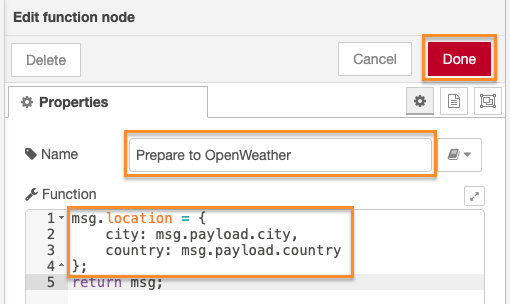 Edit function node
Delete
Cancel
Done
Properties
Name
Prepare to OpenWeather
Function
1 msg.location = {
2     city: msg.payload.city,
3     country: msg.payload.country
4 };
5 return msg;